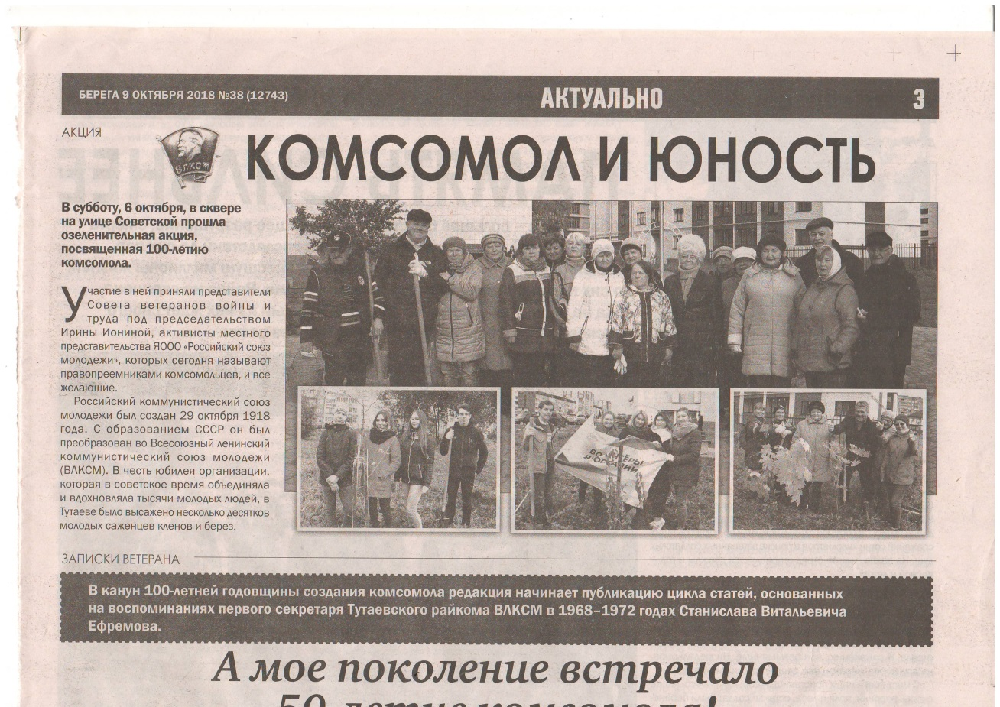 БЕРЕГА 9 ОКТЯБРЯ 2018 №38 (12743)
АКТУАЛЬНО
3
АКЦИЯ
ВЛКСМ
КОМСОМОЛ И ЮНОСТЬ
В субботу, 6 октября, в сквере
на улице Советской прошла
озеленительная акция,
посвященная 100-летию
комсомола.
Участие в ней приняли представители
Совета ветеранов войны и
труда под председательством
Ирины Иониной, активисты местного
представительства ЯООО «Российский союз
молодежи», которых сегодня называют
правопреемниками комсомольцев, и все
желающие.
Российский коммунистический союз
молодежи был создан 29 октября 1918
года. С образованием СССР он был
преобразован во Всесоюзный ленинский
коммунистический союз молодежи
(ВЛКСМ). В честь юбилея организации,
которая в советское время объединяла
и вдохновляла тысячи молодых людей, в
Тутаеве было высажено несколько десятков
молодых саженцев кленов и берез.
ЗАПИСКИ ВЕТЕРАНА
В канун 100-летней годовщины создания комсомола редакция начинает публикацию цикла статей, основанных
на воспоминаниях первого секретаря Тутаевского райкома ВЛКСМ в 1968–1972 годах Станислава Витальевича
Ефремова.
А мое поколение встречало
50-летие комсомола!